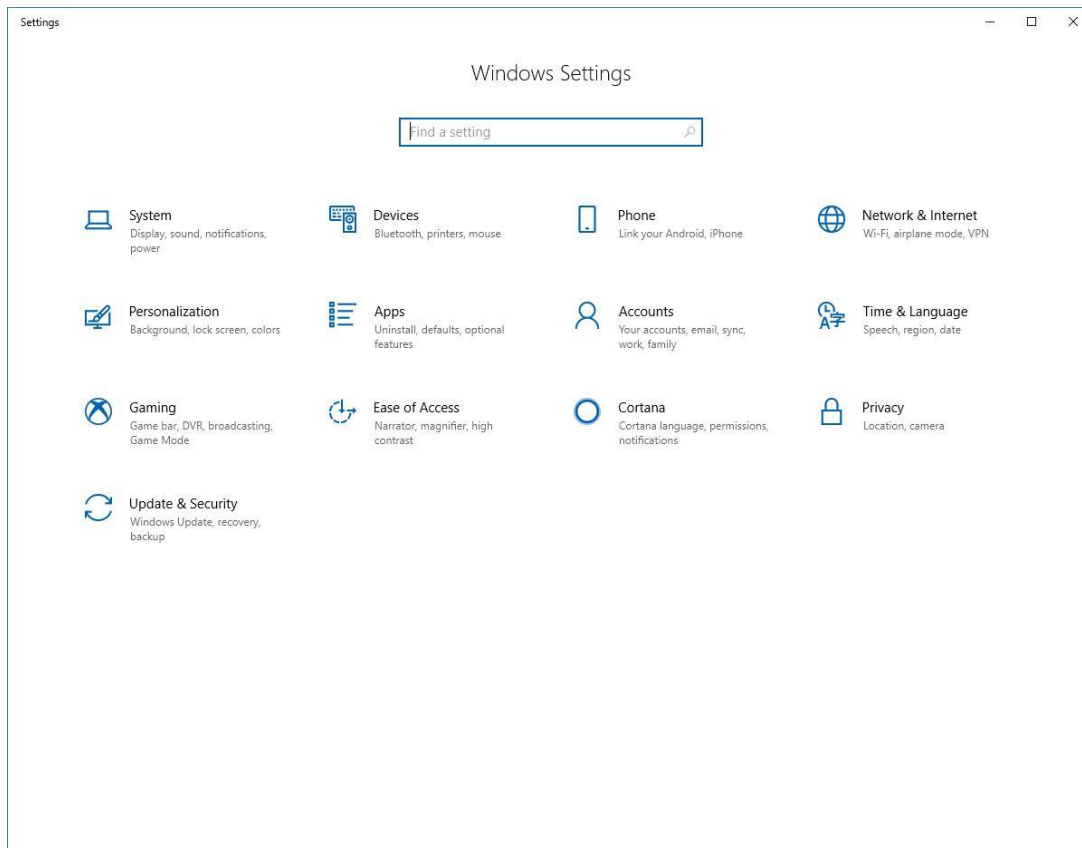 Settings
Windows Settings
Find a setting
System
Display, sound, notifications,
power
Devices
Bluetooth, printers, mouse
Phone
Link your Android, iPhone
Network & Internet
Wi-Fi, airplane mode, VPN
Personalization
Background, lock screen, colors
Apps
Uninstall, defaults, optional
features
Accounts
Your accounts, email, sync,
work, family
Time & Language
Speech, region, date
Gaming
Game bar, DVR, broadcasting,
Game Mode
Ease of Access
Narrator, magnifier, high
contrast
Cortana
Cortana language, permissions,
notifications
Privacy
Location, camera
Update & Security
Windows Update, recovery,
backup